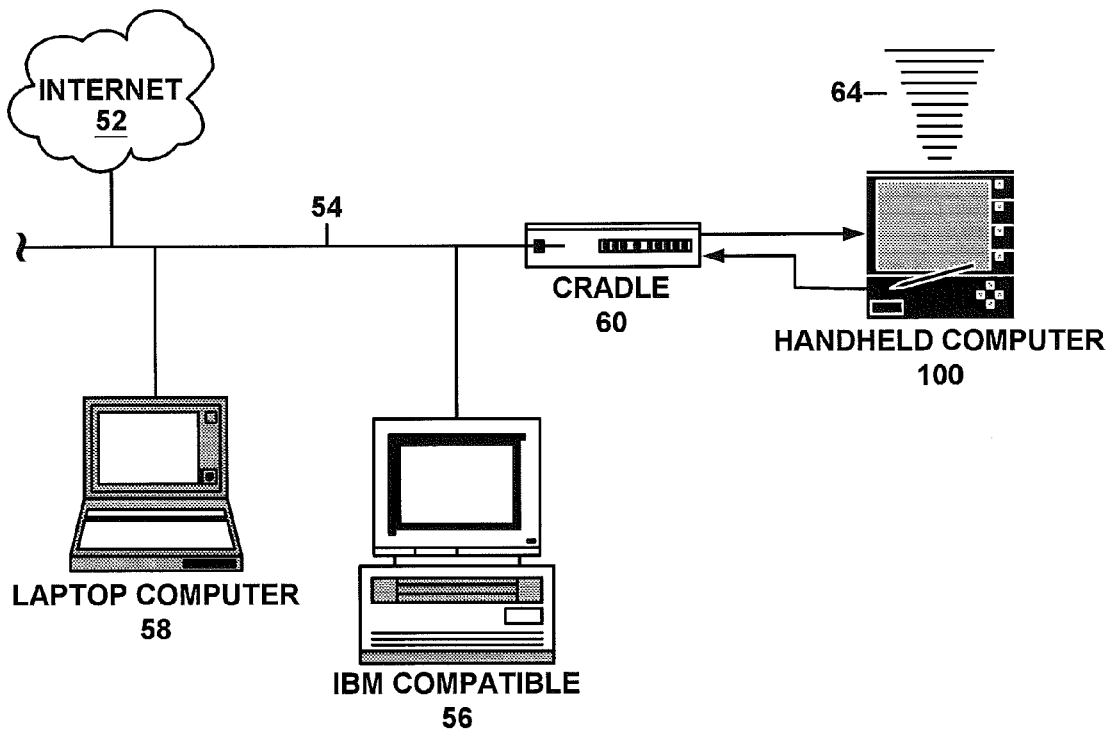 INTERNET
52
64
54
CRADLE
60
HANDHELD COMPUTER
100
LAPTOP COMPUTER
58
IBM COMPATIBLE
56